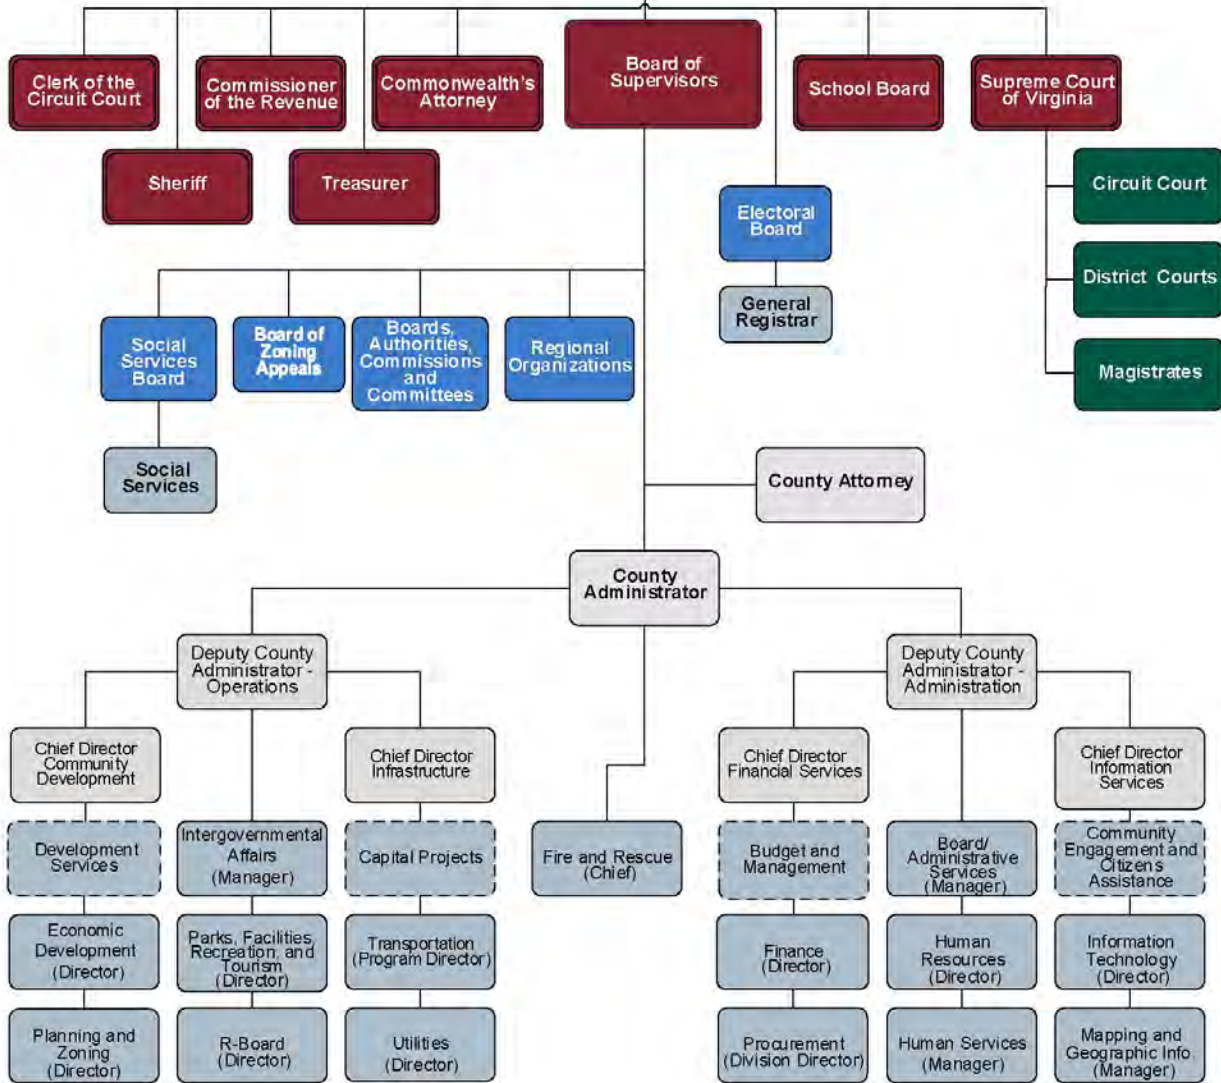 Clerk of the
Circuit Court
Commissioner
of the Revenue
Commonwealth's
Attorney
Board of
Supervisors
School Board
Supreme Court
of Virginia
Sheriff
Treasurer
Electoral
Board
General
Registrar
Circuit Court
District Courts
Magistrates
Social
Services
Board
Board of
Zoning
Appeals
Boards,
Authorities,
Commissions
and
Committees
Regional
Organizations
Social
Services
County Attorney
County
Administrator
Deputy County
Administrator -
Operations
Deputy County
Administrator -
Administration
Chief Director
Community
Development
Chief Director
Infrastructure
Chief Director
Financial Services
Chief Director
Information
Services
Development
Services
Intergovernmental
Affairs
(Manager)
Capital Projects
Fire and Rescue
(Chief)
Budget and
Management
Board/
Administrative
Services
(Manager)
Community
Engagement and
Citizens
Assistance
Economic
Development
(Director)
Parks, Facilities,
Recreation, and
Tourism
(Director)
Transportation
(Program Director)
Finance
(Director)
Human
Resources
(Director)
Information
Technology
(Director)
Planning and
Zoning
(Director)
R-Board
(Director)
Utilities
(Director)
Procurement
(Division Director)
Human Services
(Manager)
Mapping and
Geographic Info.
(Manager)